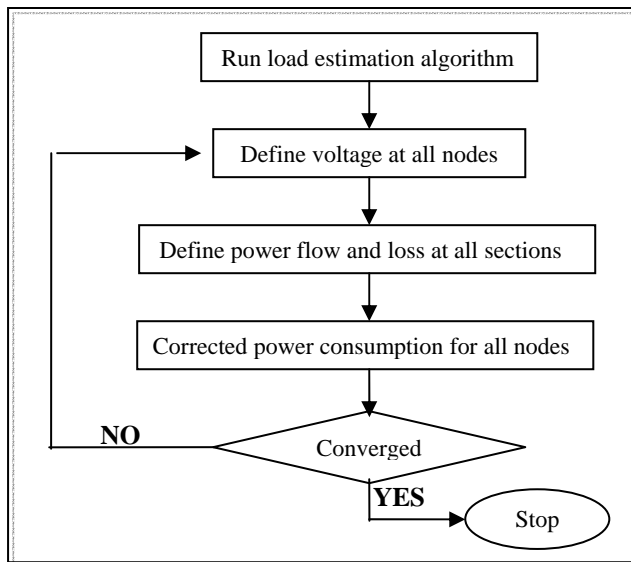 Run load estimation algorithm
Define voltage at all nodes
Define power flow and loss at all sections
Corrected power consumption for all nodes
Converged
NO
YES
Stop